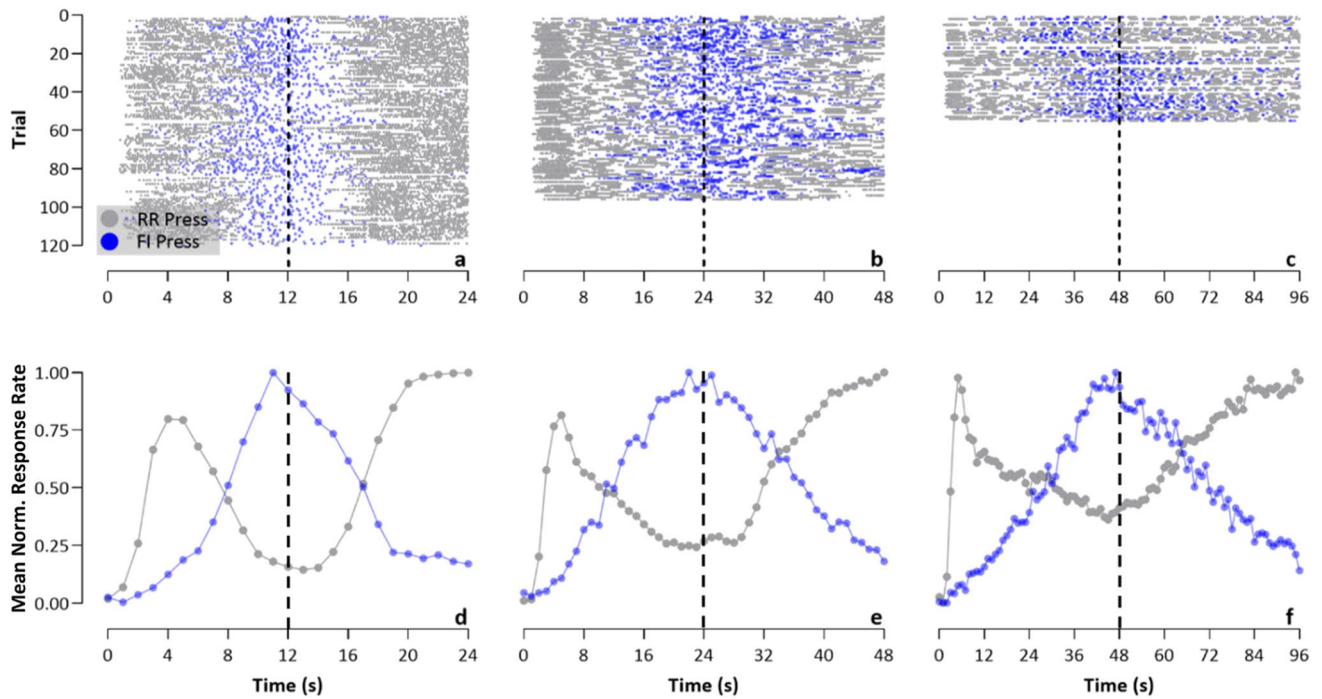 Trial
0
20
40
60
80
100
120
RR Press
FI Press
a
0 4 8 12 16 20 24
b
0 8 16 24 32 40 48
c
0 12 24 36 48 60 72 84 96
Mean Norm. Response Rate
1.00
0.75
0.50
0.25
0.00
d
0 4 8 12 16 20 24
Time (s)
e
0 8 16 24 32 40 48
Time (s)
f
0 12 24 36 48 60 72 84 96
Time (s)